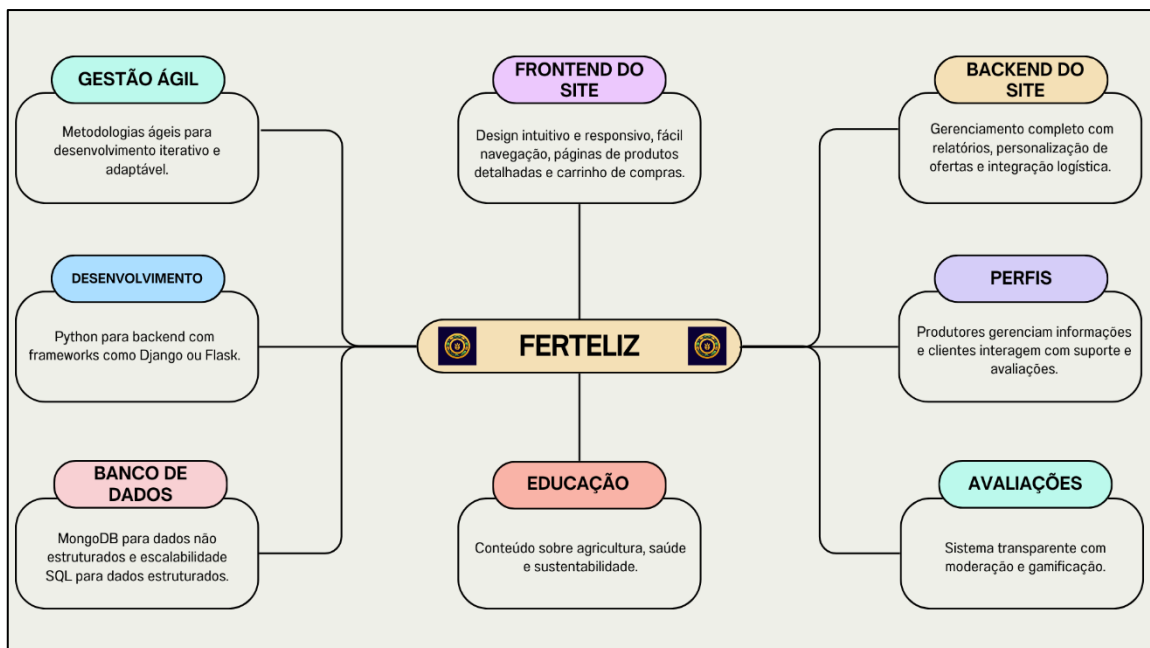 GESTÃO ÁGIL
Metodologias ágeis para
desenvolvimento iterativo e
adaptável.
FRONTEND DO
SITE
Design intuitivo e responsivo, fácil
navegação, páginas de produtos
detalhadas e carrinho de compras.
BACKEND DO
SITE
Gerenciamento completo com
relatórios, personalização de
ofertas e integração logística.
DESENVOLVIMENTO
Python para backend com
frameworks como Django ou Flask.
FERTELIZ
PERFIS
Produtores gerenciam informações
e clientes interagem com suporte e
avaliações.
BANCO DE
DADOS
MongoDB para dados não
estruturados e escalabilidade
SQL para dados estruturados.
EDUCAÇÃO
Conteúdo sobre agricultura, saúde
e sustentabilidade.
AVALIAÇÕES
Sistema transparente com
moderação e gamificação.